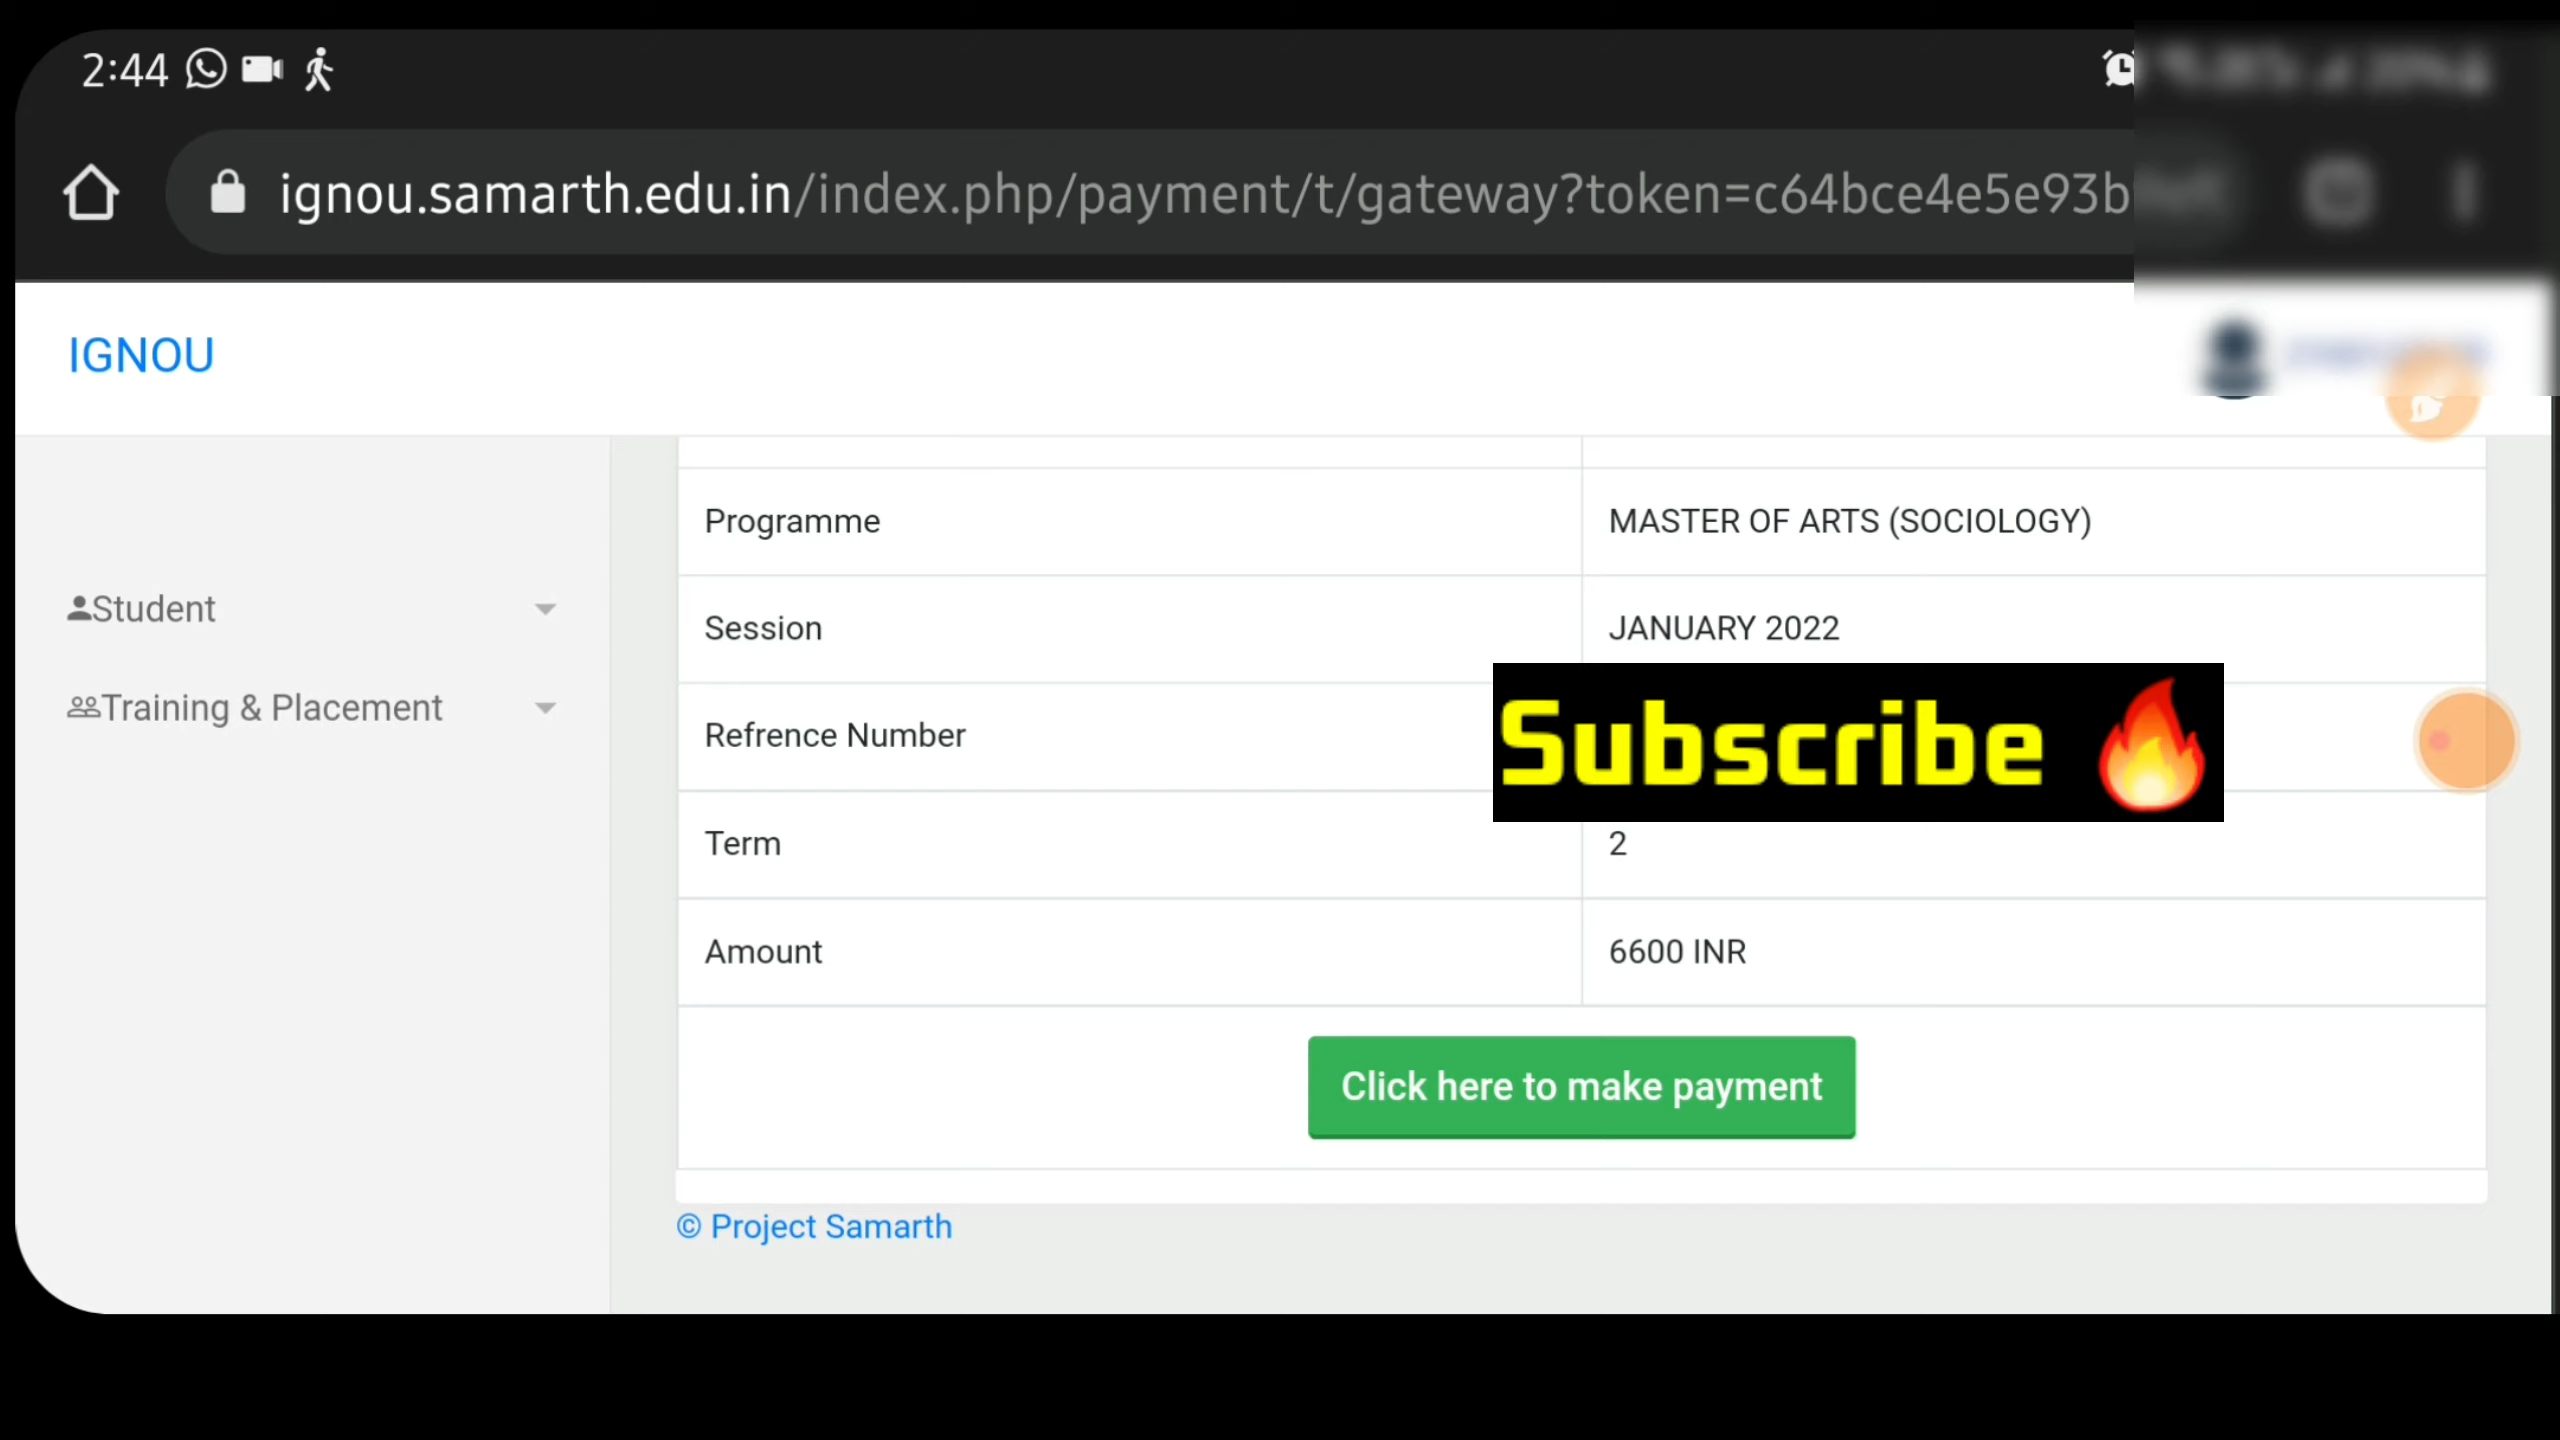 2:44
ignou.samarth.edu.in/index.php/payment/t/gateway?token=c64bce4e5e93b
IGNOU
Programme MASTER OF ARTS (SOCIOLOGY)
Student
Session JANUARY 2022
Training & Placement
Refrence Number
Subscribe 🔥
Term 2
Amount 6600 INR
Click here to make payment
© Project Samarth